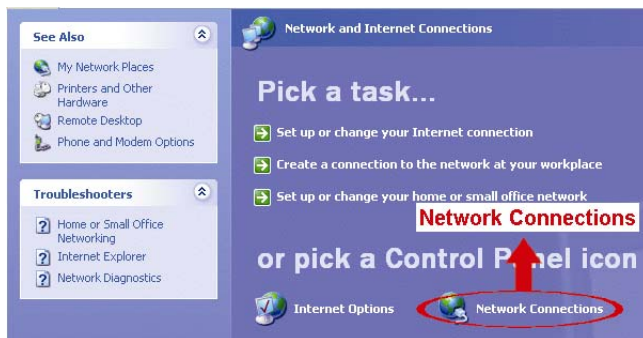 See Also
My Network Places
Printers and Other
Hardware
Remote Desktop
Phone and Modem Options
Troubleshooters
Home or Small Office
Networking
Internet Explorer
Network Diagnostics
Network and Internet Connections
Pick a task...
Set up or change your Internet connection
Create a connection to the network at your workplace
Set up or change your home or small office network
Network Connections
or pick a Control Panel icon
Internet Options
Network Connections